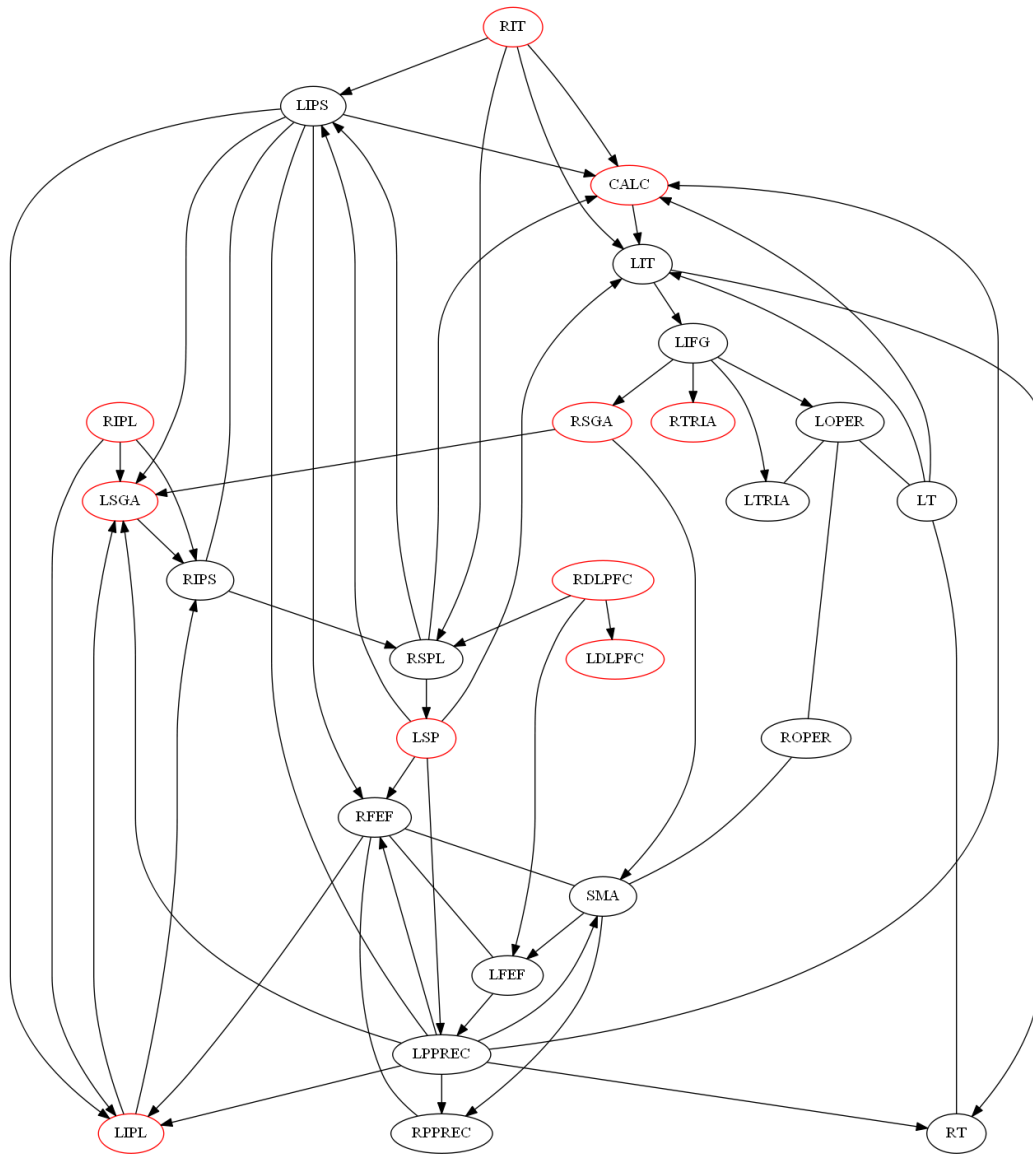 RIT
LIPS
CALC
LIT
LIFG
RIPL
RSGA
RTRIA
LOPER
LSGA
LTRIA
LT
RIPS
RDLPFC
RSPL
LDLPFC
LSP
ROPER
RFEF
SMA
LFEF
LPPREC
LIPL
RPPREC
RT